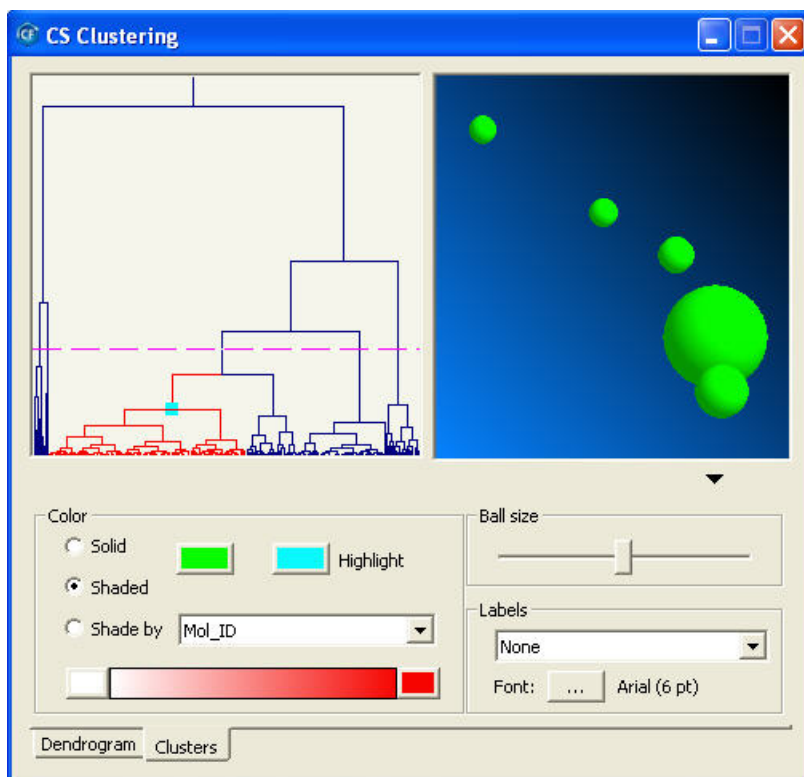 CS Clustering
Color
Solid
Highlight
Shaded
Shade by
Mol_ID
Ball size
Labels
None
Font: ... Arial (6 pt)
Dendrogram
Clusters